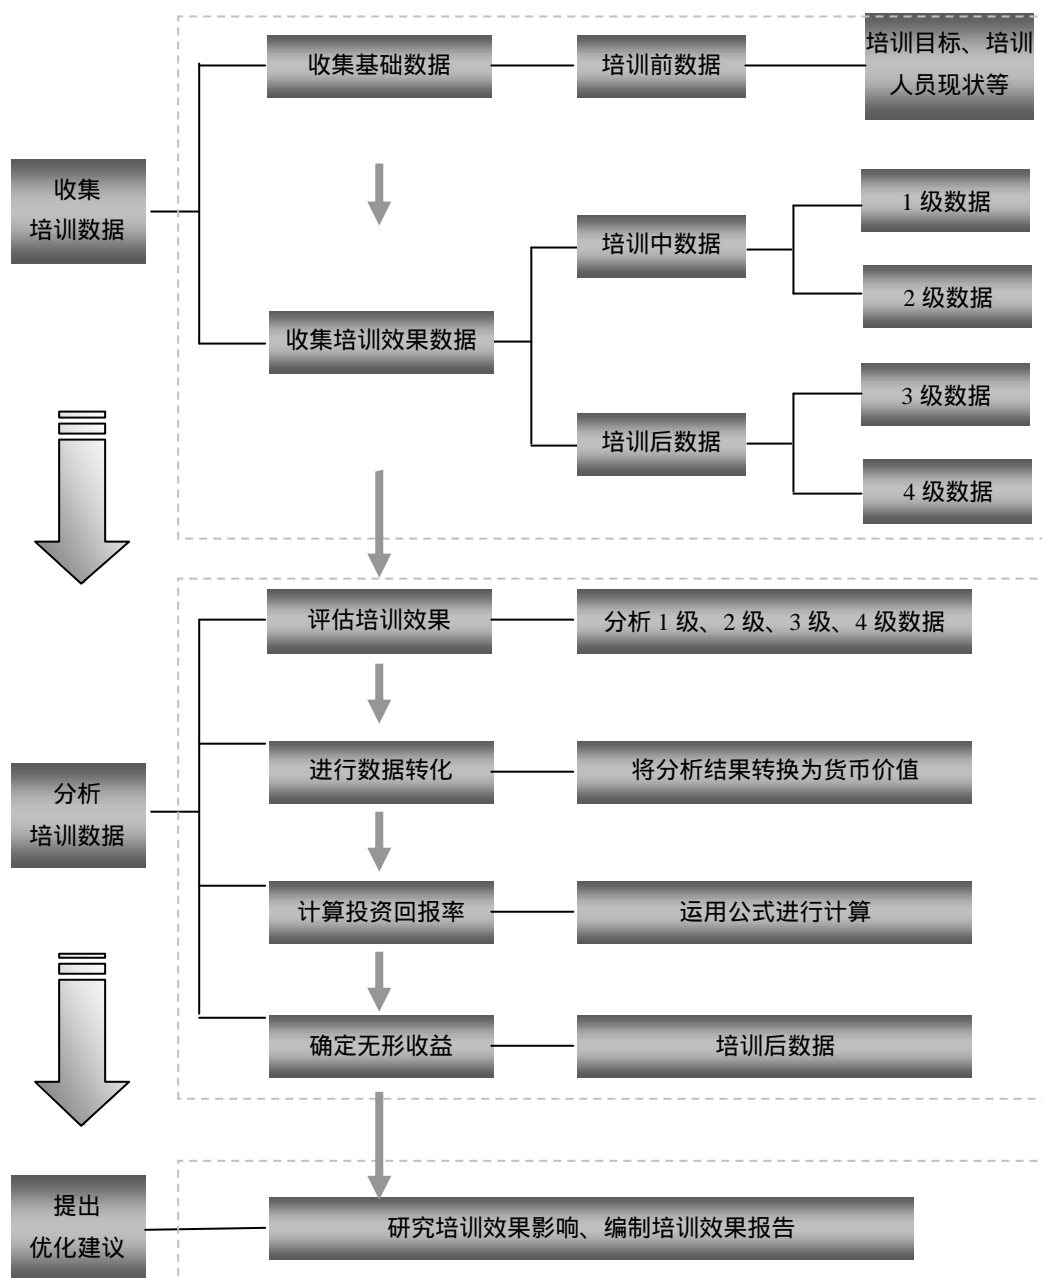 收集基础数据
培训前数据
培训目标、培训
人员现状等
收集
培训数据
1 级数据
培训中数据
2 级数据
收集培训效果数据
3 级数据
培训后数据
4 级数据
评估培训效果
分析 1 级、2 级、3 级、4 级数据
进行数据转化
将分析结果转换为货币价值
分析
培训数据
计算投资回报率
运用公式进行计算
确定无形收益
培训后数据
提出
优化建议
研究培训效果影响、编制培训效果报告